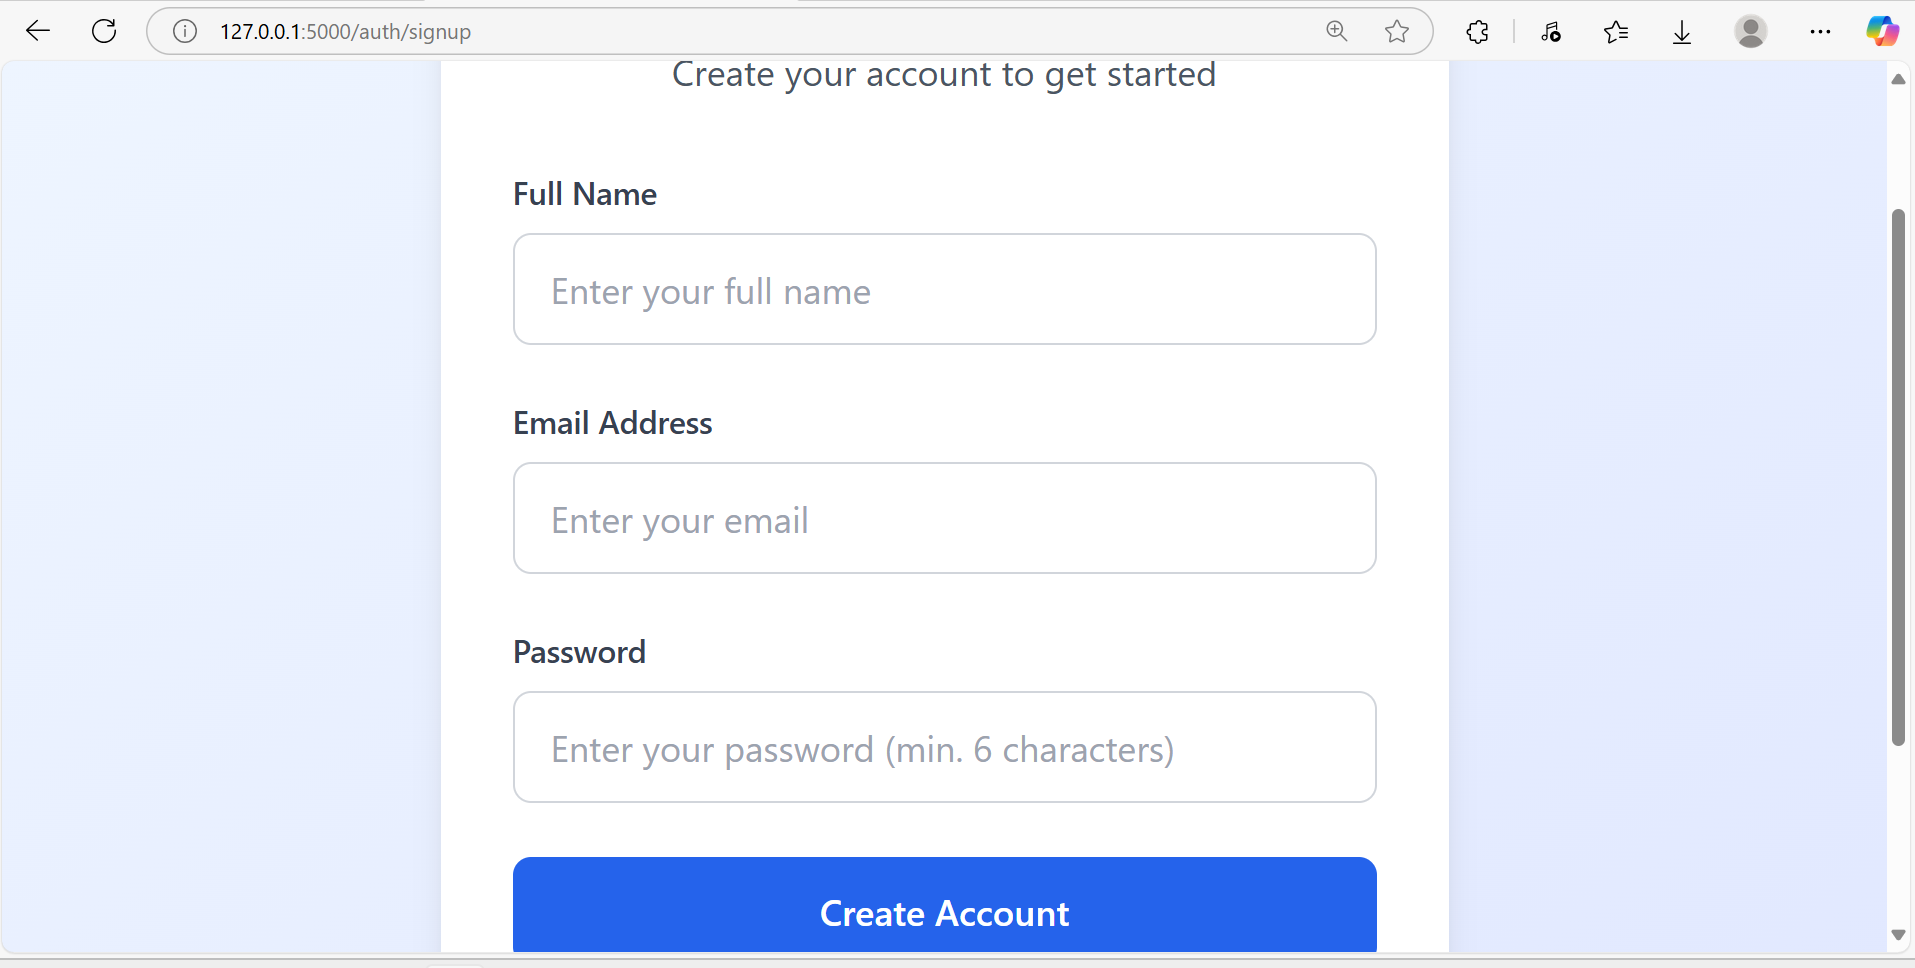 127.0.0.1:5000/auth/signup
Create your account to get started
Full Name
Enter your full name
Email Address
Enter your email
Password
Enter your password (min. 6 characters)
Create Account